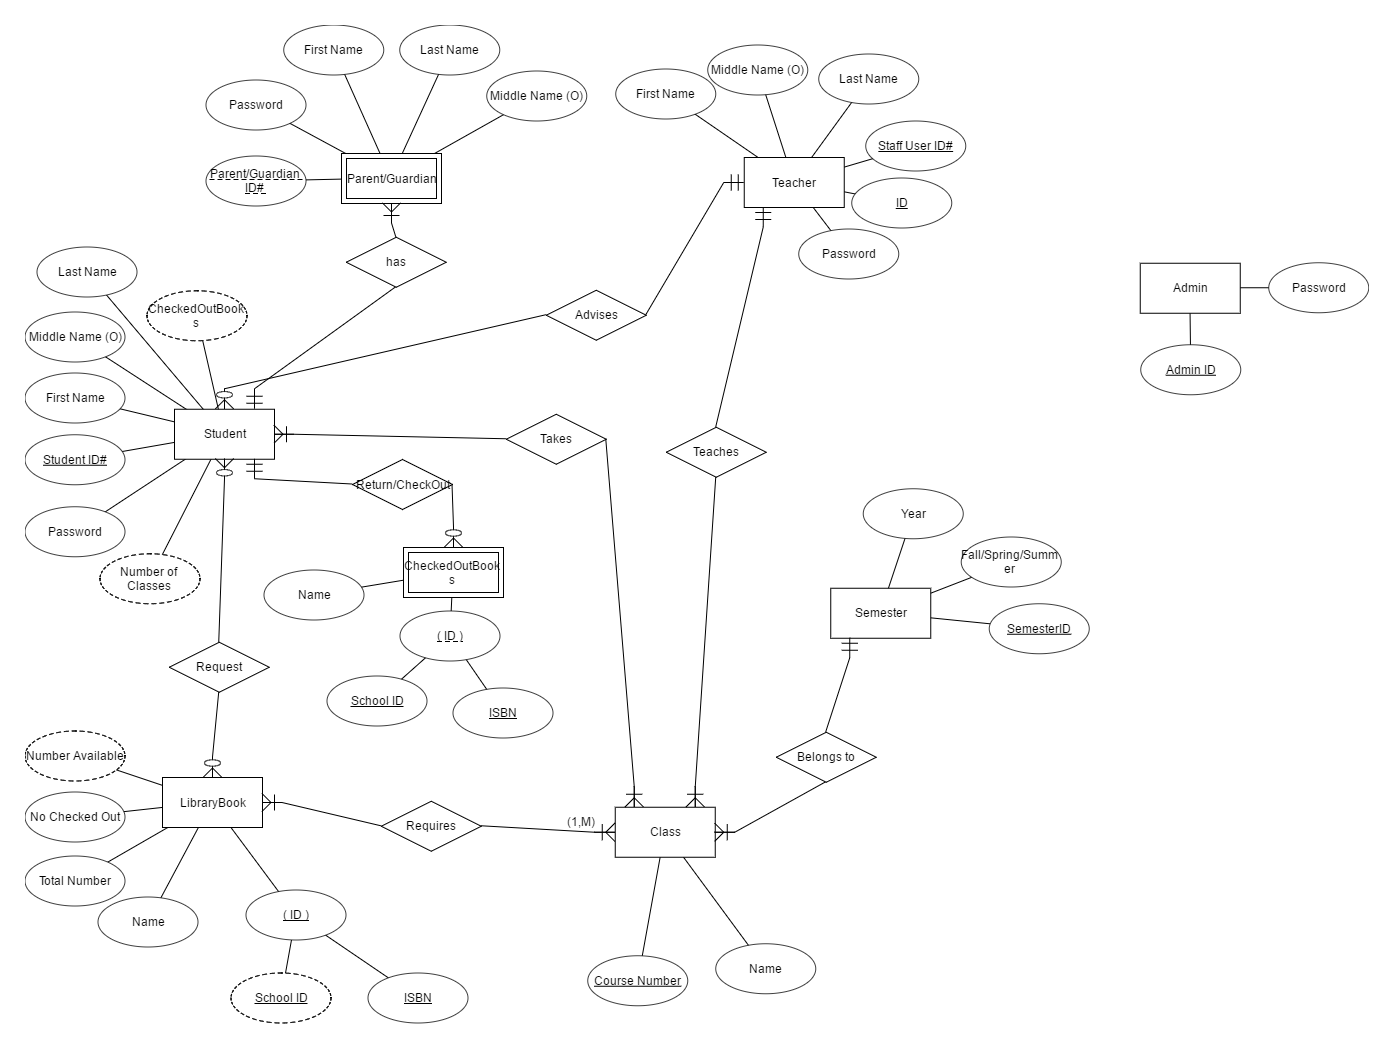 First Name
Last Name
Password
Middle Name (O)
Parent/Guardian
ID#
Parent/Guardian
has
First Name
Middle Name (O)
Last Name
Staff User ID#
ID
Password
Teacher
Admin
Password
Admin ID
Last Name
CheckedOutBook
s
Middle Name (O)
First Name
Student ID#
Password
Number of
Classes
Student
Advises
Takes
Teaches
Return/CheckOut
CheckedOutBook
s
Name
( ID )
School ID
ISBN
Year
Fall/Spring/Summ
er
SemesterID
Semester
Belongs to
Request
Number Available
No Checked Out
Total Number
Name
LibraryBook
( ID )
School ID
ISBN
Requires
(1,M)
Class
Course Number
Name